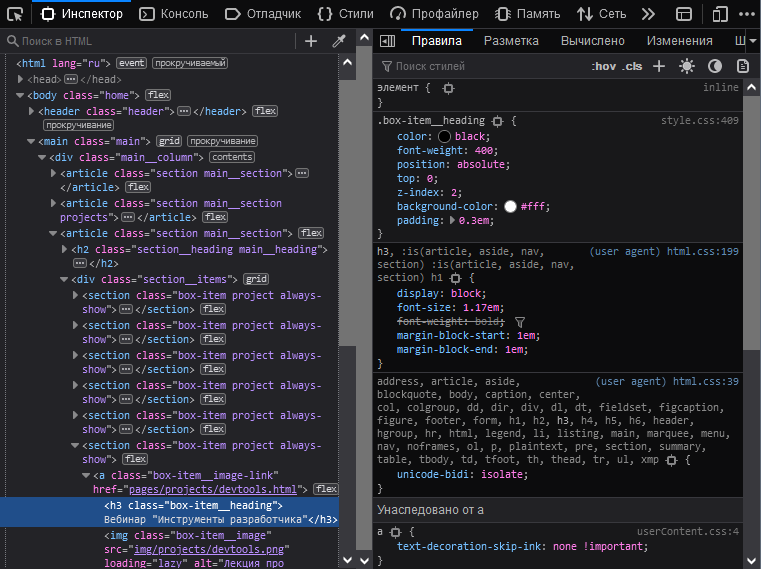 Инспектор Консоль Отладчик Стили Профайлер Память Сеть
Поиск в HTML
<html lang="ru"> event прокручиваемый
<head> </head>
<body class="home"> flex
<header class="header"> </header> flex
прокручивание
<main class="main"> grid прокручивание
<div class="main__column"> contents
<article class="section main__section">
</article> flex
<article class="section main__section
projects"> </article> flex
<article class="section main__section"> flex
<h2 class="section__heading main__heading">
</h2>
<div class="section__items"> grid
<section class="box-item project always-
show"> </section> flex
<section class="box-item project always-
show"> </section> flex
<section class="box-item project always-
show"> </section> flex
<section class="box-item project always-
show"> </section> flex
<section class="box-item project always-
show"> </section> flex
<section class="box-item project always-
show"> flex
<a class="box-item__image-link"
href="pages/projects/devtools.html"> flex
<h3 class="box-item__heading">
Вебинар "Инструменты разработчика"</h3>
<img class="box-item__image"
src="img/projects/devtools.png"
loading="lazy" alt="Лекция про
Правила Разметка Вычислено Изменения Ш
Поиск стилей :hov .cls
элемент { inline
}
.box-item__heading { style.css:409
color: black;
font-weight: 400;
position: absolute;
top: 0;
z-index: 2;
background-color: #fff;
padding: 0.3em;
}
h3, :is(article, aside, nav, (user agent) html.css:199
section) :is(article, aside, nav,
section) h1 {
display: block;
font-size: 1.17em;
font-weight: bold;
margin-block-start: 1em;
margin-block-end: 1em;
}
address, article, aside, (user agent) html.css:39
blockquote, body, caption, center,
col, colgroup, dd, dir, div, dl, dt, fieldset, figcaption,
figure, footer, form, h1, h2, h3, h4, h5, h6, header,
hgroup, hr, html, legend, li, listing, main, marquee, menu,
nav, noframes, ol, p, plaintext, pre, section, summary,
table, tbody, td, tfoot, th, thead, tr, ul, xmp {
unicode-bidi: isolate;
}
Унаследовано от a
a { userContent.css:4
text-decoration-skip-ink: none !important;
}